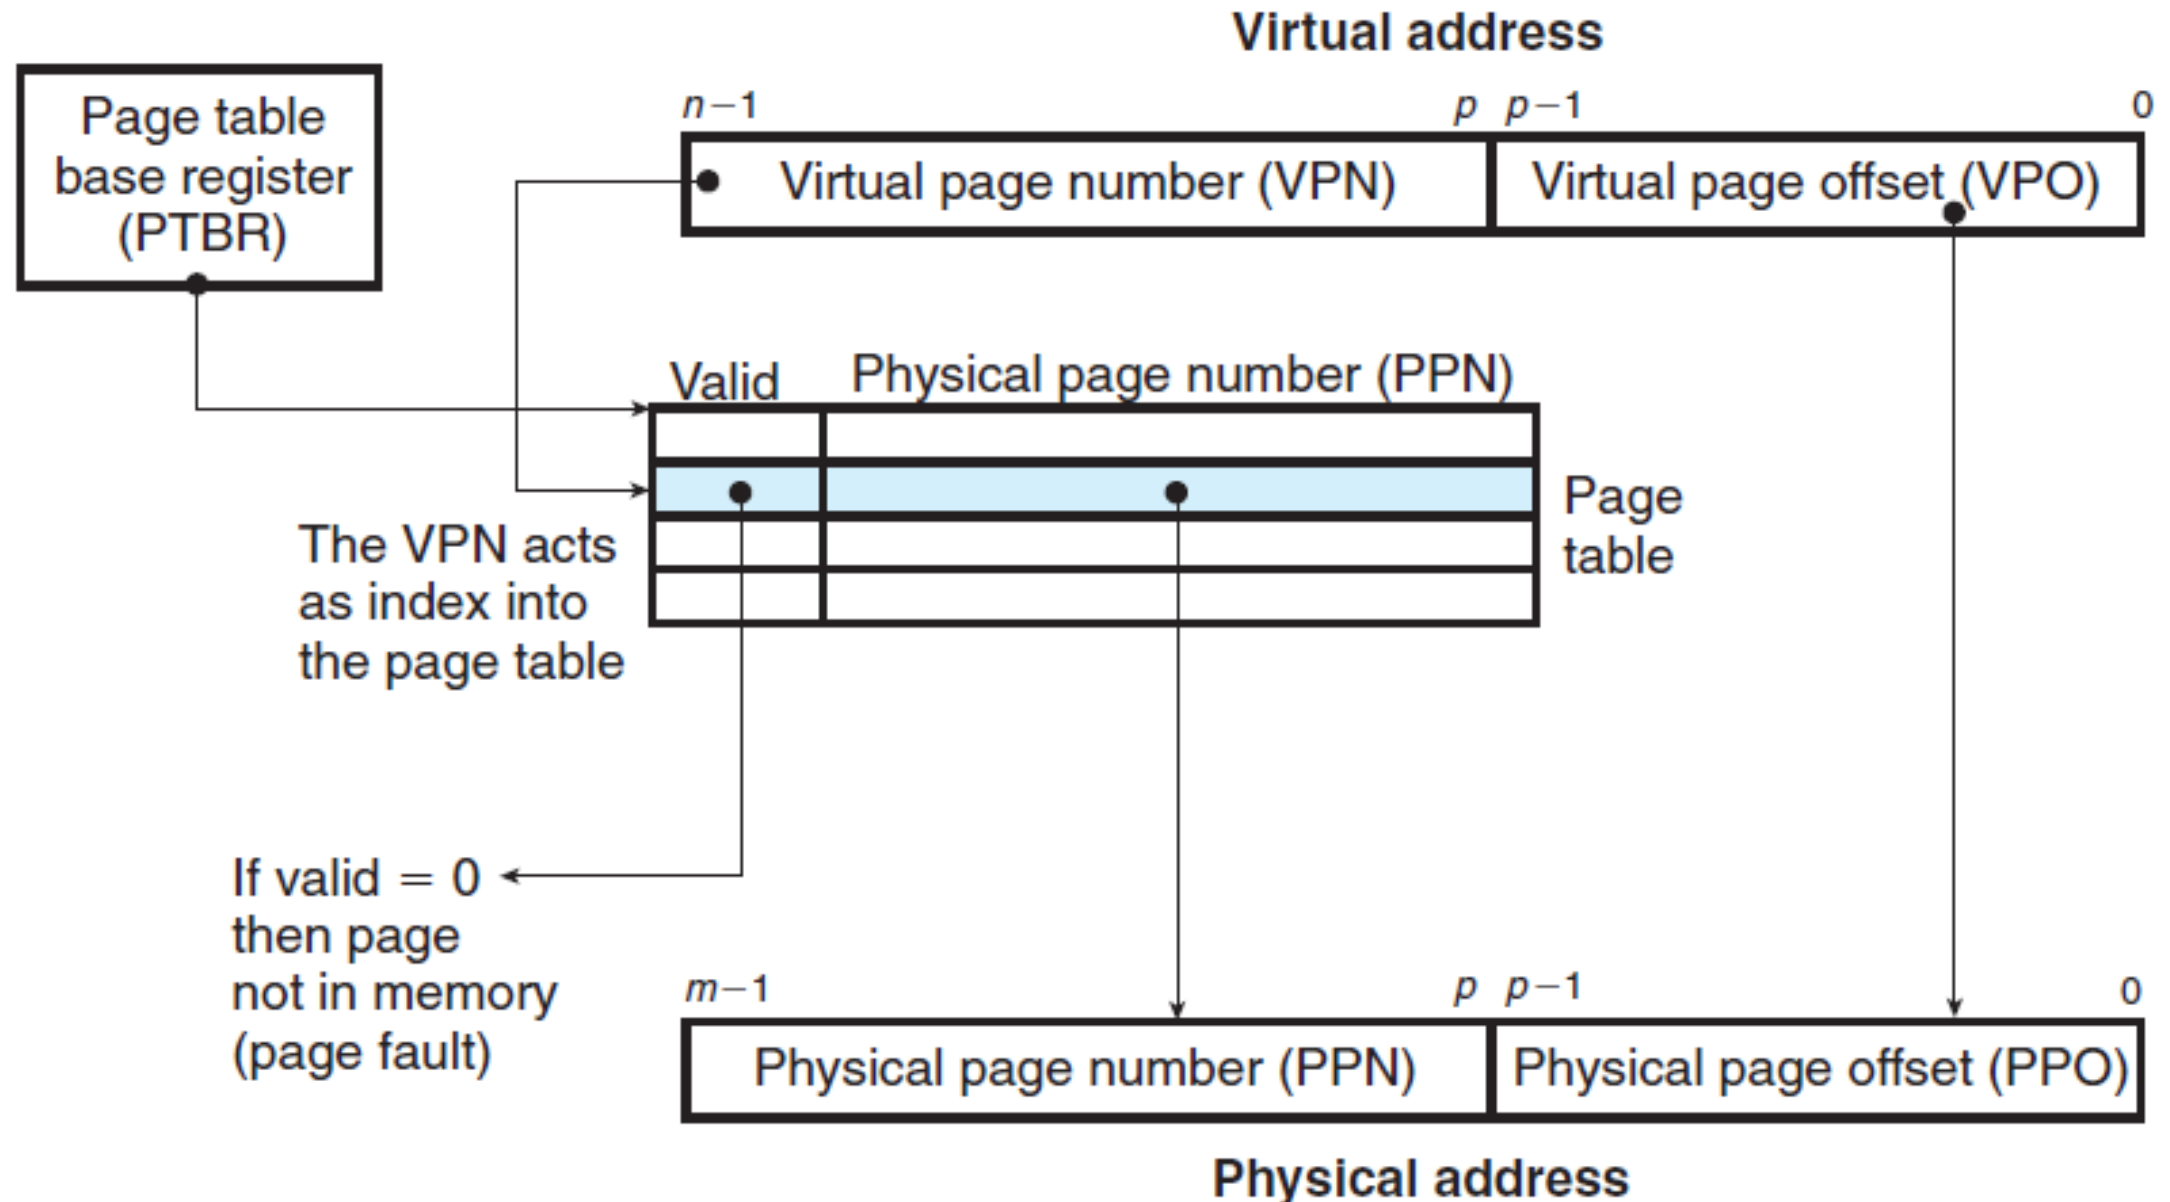 Virtual address
Page table
base register
(PTBR)
n−1
p
p−1
0
Virtual page number (VPN)
Virtual page offset (VPO)
Valid
Physical page number (PPN)
Page
table
The VPN acts
as index into
the page table
If valid = 0
then page
not in memory
(page fault)
m−1
p
p−1
0
Physical page number (PPN)
Physical page offset (PPO)
Physical address